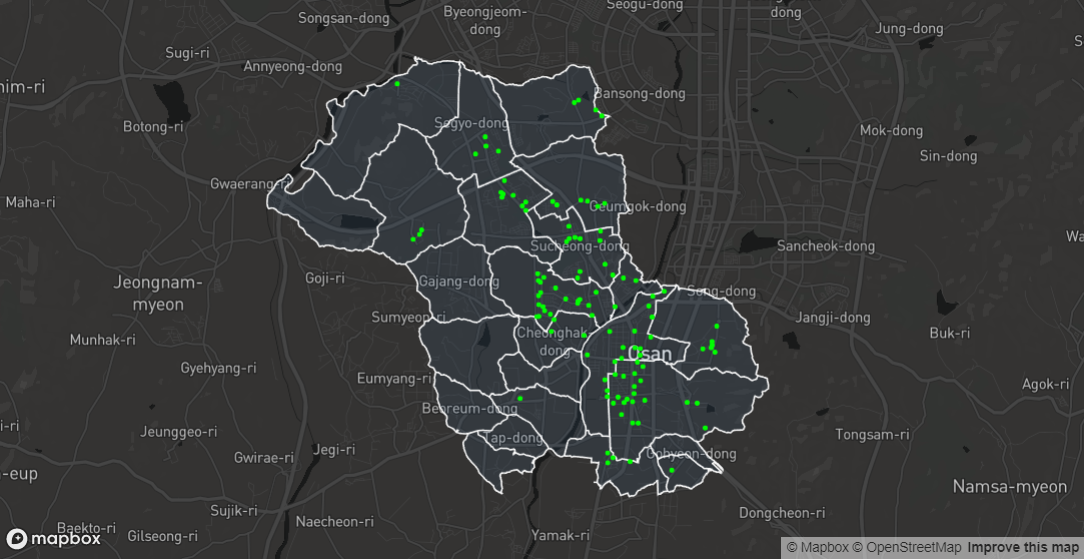 Seogu-dong
Byeongjeom-
dong
dong
Songsan-dong
Jung-dong
Sugi-ri
Annyeong-dong
nim-ri
Bansong-dong
Botong-ri
Segyo-dong
Mok-dong
Sin-dong
Gwaerang-ri
Maha-ri
Geumgok-dong
Wa
Sucheong-dong
Sancheok-dong
Jeongnam-
myeon
Goji-ri
Gajang-dong
Song-dong
Sumyeon-ri
Jangji-dong
Munhak-ri
Cheonghak-
dong
Osan
Buk-ri
Gyehyang-ri
Eumyang-ri
Agok-ri
Beoreum-dong
-ri
Jeunggeo-ri
Tap-dong
Tongsam-ri
Jegi-ri
Gwirae-ri
Gohyeon-dong
-eup
Namsa-myeon
Sujik-ri
Naecheon-ri
Dongcheon-ri
Baekto-ri
Gilseong-ri
Yamak-ri
mapbox
© Mapbox © OpenStreetMap Improve this map